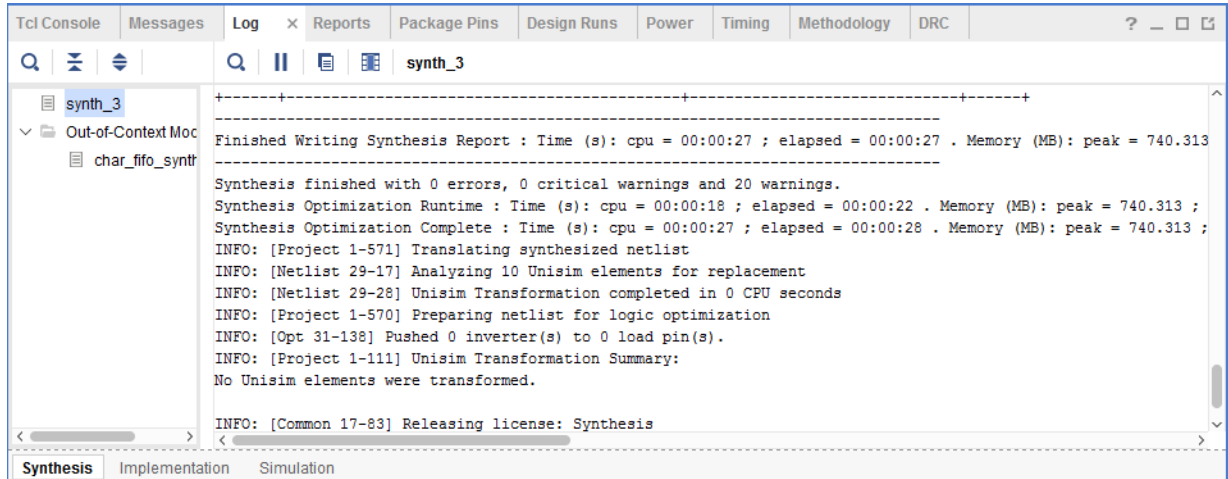 Tcl Console Messages Log × Reports Package Pins Design Runs Power Timing Methodology DRC ?
synth_3
synth_3
Out-of-Context Moc
char_fifo_synth
+------+---------------------------------------------+------------------------------+------+
---------------------------------------------------------------------------------
Finished Writing Synthesis Report : Time (s): cpu = 00:00:27 ; elapsed = 00:00:27 . Memory (MB): peak = 740.313
---------------------------------------------------------------------------------
Synthesis finished with 0 errors, 0 critical warnings and 20 warnings.
Synthesis Optimization Runtime : Time (s): cpu = 00:00:18 ; elapsed = 00:00:22 . Memory (MB): peak = 740.313 ;
Synthesis Optimization Complete : Time (s): cpu = 00:00:27 ; elapsed = 00:00:28 . Memory (MB): peak = 740.313 ;
INFO: [Project 1-571] Translating synthesized netlist
INFO: [Netlist 29-17] Analyzing 10 Unisim elements for replacement
INFO: [Netlist 29-28] Unisim Transformation completed in 0 CPU seconds
INFO: [Project 1-570] Preparing netlist for logic optimization
INFO: [Opt 31-138] Pushed 0 inverter(s) to 0 load pin(s).
INFO: [Project 1-111] Unisim Transformation Summary:
No Unisim elements were transformed.
INFO: [Common 17-83] Releasing license: Synthesis
Synthesis Implementation Simulation